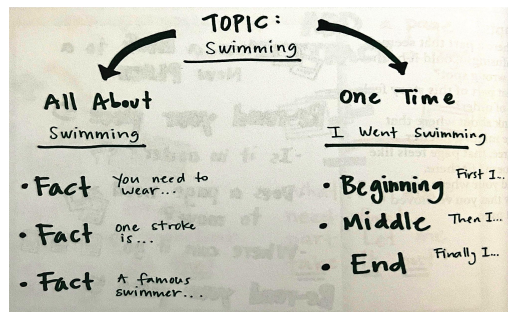 TOPIC:
Swimming
All About
Swimming
• Fact You need to
wear...
• Fact one stroke
is...
• Fact A famous
swimmer...
One Time
I Went Swimming
• Beginning First I...
• Middle Then I...
• End Finally I...